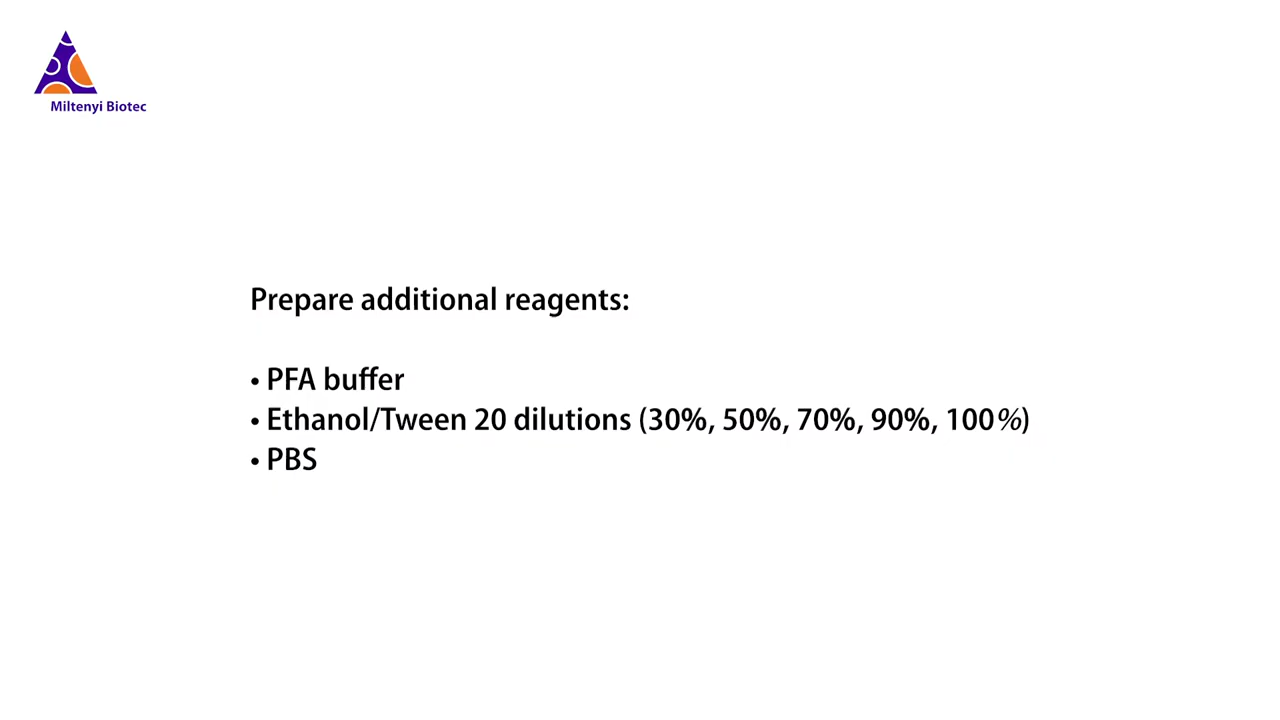 Miltenyi Biotec
Prepare additional reagents:
• PFA buffer
• Ethanol/Tween 20 dilutions (30%, 50%, 70%, 90%, 100%)
• PBS